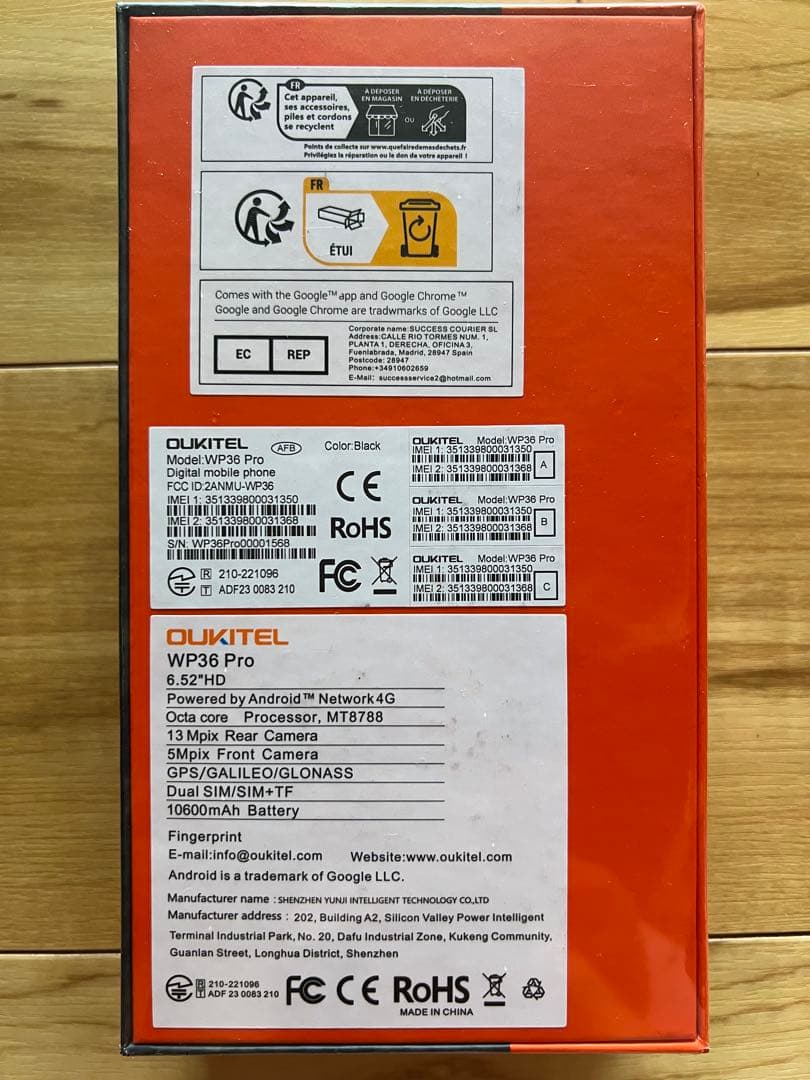 FR
Cet appareil,
ses accessoires,
piles et cordons
se recyclent
À DÉPOSER
EN MAGASIN
OU
À DÉPOSER
EN DÉCHÈTERIE
Points de collecte sur www.quefairedemesdechets.fr
Privilégiez la réparation ou le don de votre appareil !
FR
ÉTUI
Comes with the Google™ app and Google Chrome™
Google and Google Chrome are tradwmarks of Google LLC
EC REP
Corporate name:SUCCESS COURIER SL
Address:CALLE RIO TORMES NUM. 1,
PLANTA 1, DERECHA, OFICINA 3,
Fuenlabrada, Madrid, 28947 Spain
Postcode: 28947
Phone:+34910602659
E-Mail: successservice2@hotmail.com
OUKITEL AFB Color:Black
Model:WP36 Pro
Digital mobile phone
FCC ID:2ANMU-WP36
IMEI 1: 351339800031350
IMEI 2: 351339800031368
S/N: WP36Pro00001568
CE
RoHS
FC
R 210-221096
T ADF23 0083 210
OUKITEL Model:WP36 Pro
IMEI 1: 351339800031350
IMEI 2: 351339800031368
A
OUKITEL Model:WP36 Pro
IMEI 1: 351339800031350
IMEI 2: 351339800031368
B
OUKITEL Model:WP36 Pro
IMEI 1: 351339800031350
IMEI 2: 351339800031368
C
OUKITEL
WP36 Pro
6.52"HD
Powered by Android™ Network4G
Octa core Processor, MT8788
13Mpix Rear Camera
5Mpix Front Camera
GPS/GALILEO/GLONASS
Dual SIM/SIM+TF
10600mAh Battery
Fingerprint
E-mail:info@oukitel.com Website:www.oukitel.com
Android is a trademark of Google LLC.
Manufacturer name : SHENZHEN YUNJI INTELLIGENT TECHNOLOGY CO.,LTD
Manufacturer address : 202, Building A2, Silicon Valley Power Intelligent
Terminal Industrial Park, No. 20, Dafu Industrial Zone, Kukeng Community,
Guanlan Street, Longhua District, Shenzhen
R 210-221096
T ADF 23 0083 210
FC CE RoHS
MADE IN CHINA